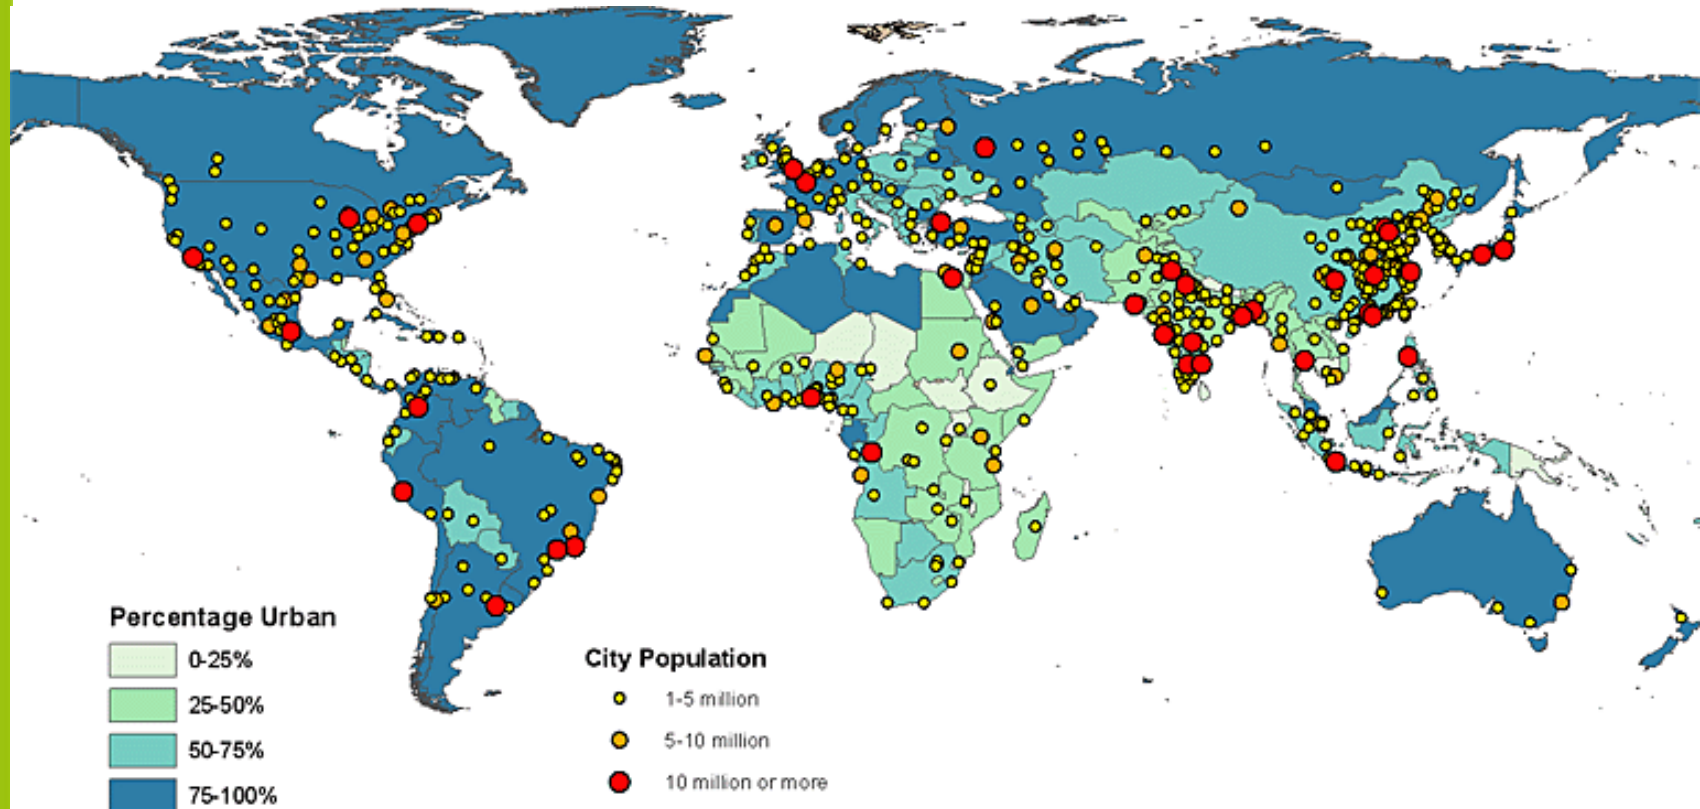 Percentage Urban
0-25%
25-50%
50-75%
75-100%
City Population
1-5 million
5-10 million
10 million or more